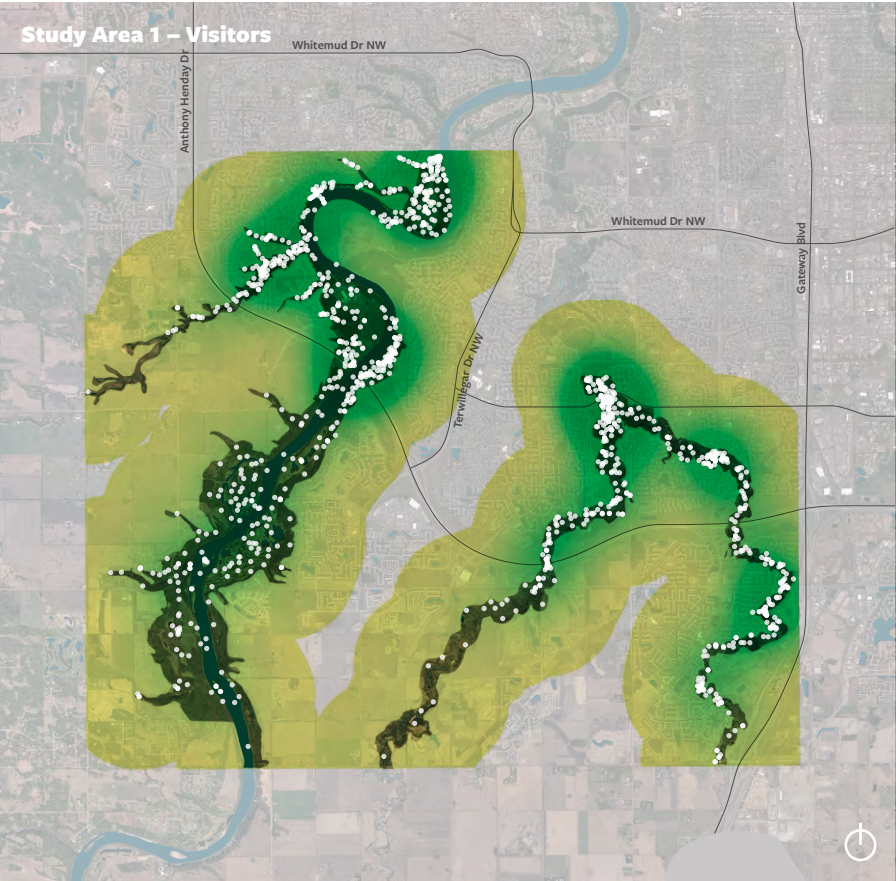 Study Area 1 – Visitors
Whitemud Dr NW
Anthony Henday Dr
Whitemud Dr NW
Gateway Blvd
Terwillegar Dr NW